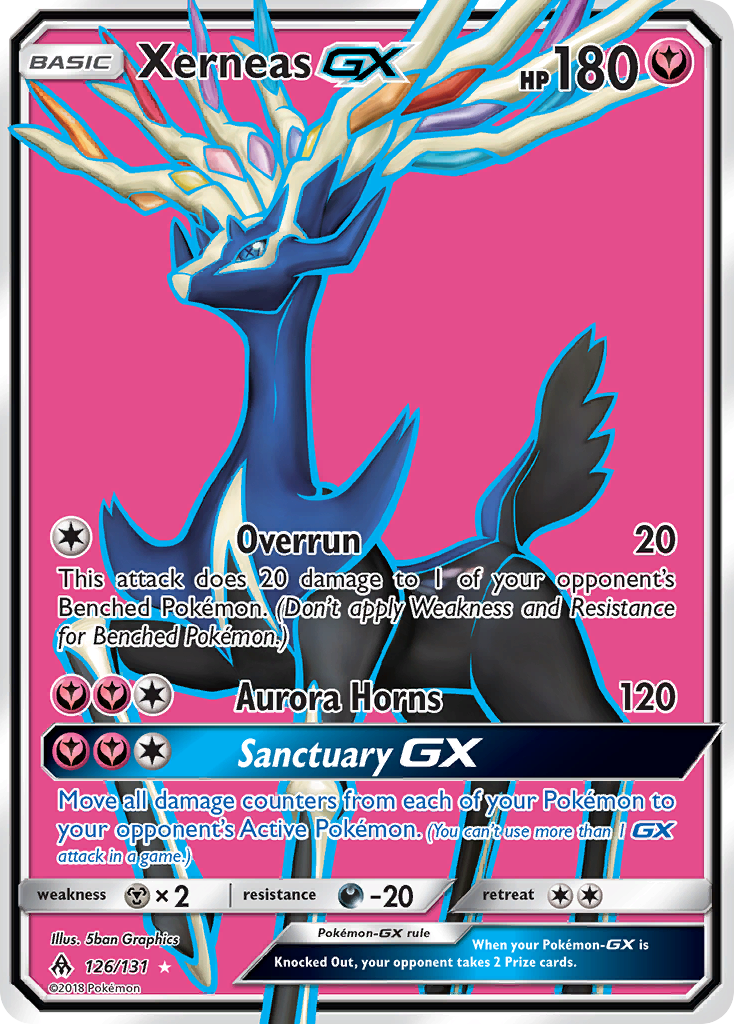 BASIC Xerneas GX HP 180
Overrun 20
This attack does 20 damage to 1 of your opponent's
Benched Pokémon. (Don't apply Weakness and Resistance
for Benched Pokémon.)
Aurora Horns 120
Sanctuary GX
Move all damage counters from each of your Pokémon to
your opponent's Active Pokémon. (You can't use more than 1 GX
attack in a game.)
weakness ×2 resistance -20 retreat
Illus. 5ban Graphics
126/131
©2018 Pokémon
Pokémon-GX rule
When your Pokémon-GX is
Knocked Out, your opponent takes 2 Prize cards.